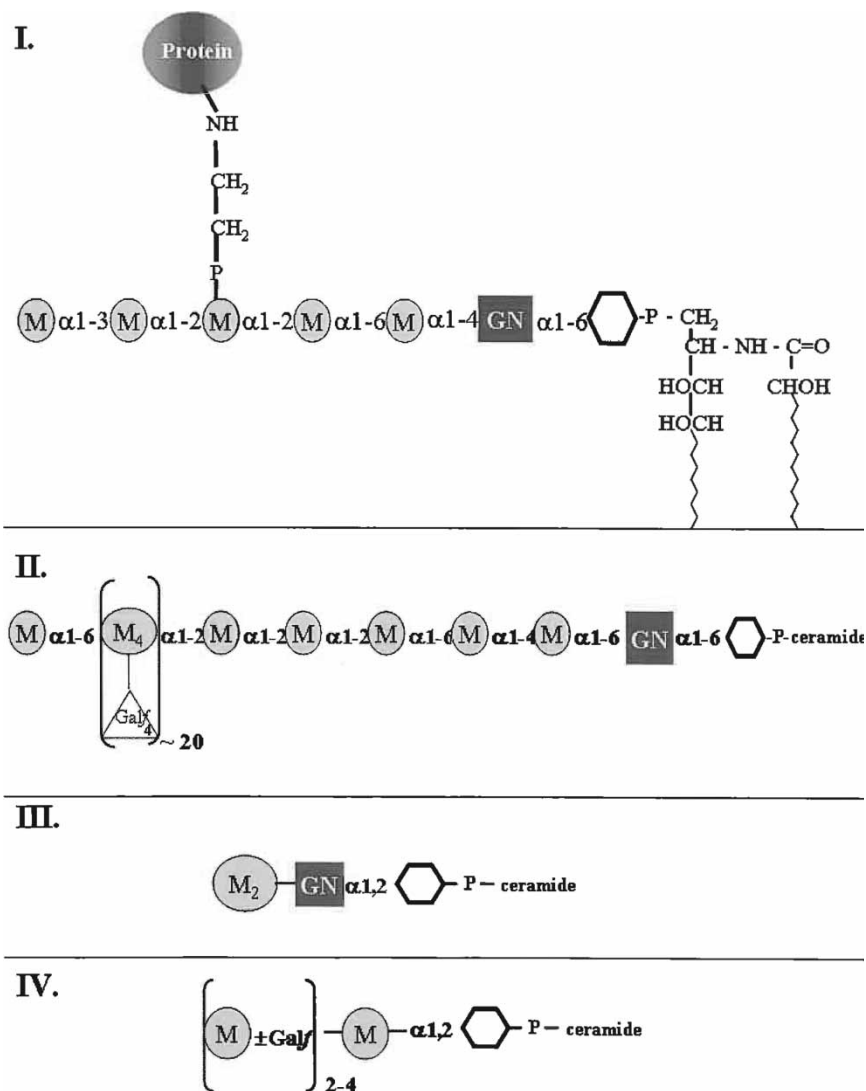 I.
Protein
NH
CH₂
CH₂
P
M α1-3 M α1-2 M α1-2 M α1-6 M α1-4 GN α1-6 -P - CH₂
CH - NH - C=O
HOCH CHOH
HOCH
II.
M α1-6 M₄ α1-2 M α1-2 M α1-2 M α1-6 M α1-4 M α1-6 GN α1-6 -P-ceramide
Galf₄
~ 20
III.
M₂ GN α1,2 P – ceramide
IV.
M ±Galf M α1,2 P – ceramide
2-4